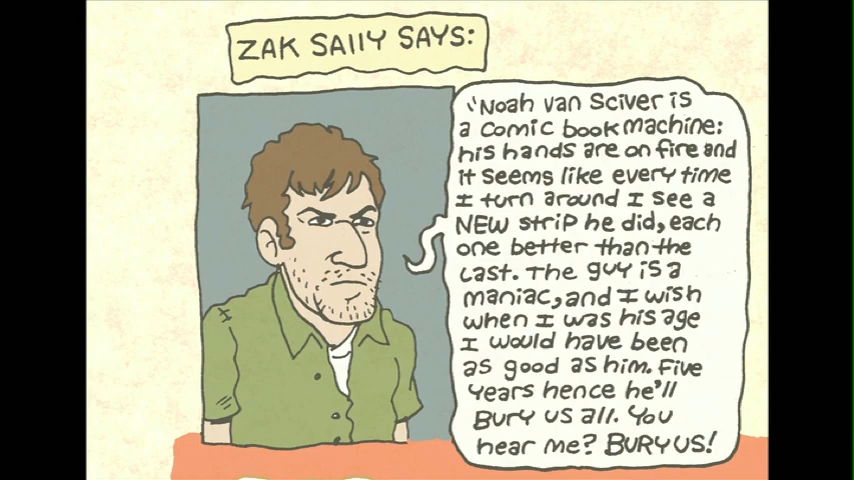 ZAK SAllY SAYS:
"Noah van Sciver is
a comic book machine:
his hands are on fire and
it seems like every time
I turn around I see a
NEW strip he did, each
one better than the
last. The guy is a
maniac, and I wish
when I was his age
I would have been
as good as him. Five
years hence he'll
Bury us all. You
hear me? BURY US!